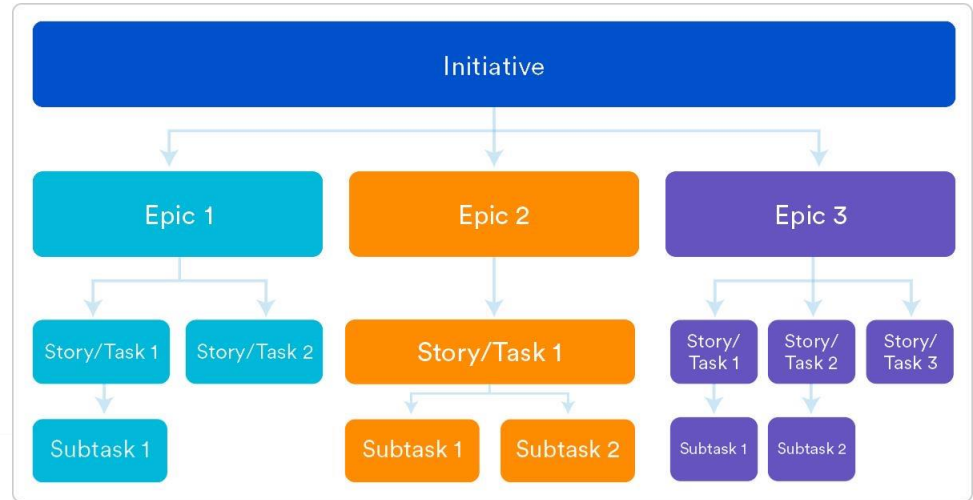 Initiative
Epic 1
Epic 2
Epic 3
Story/Task 1
Story/Task 2
Story/Task 1
Story/
Task 1
Story/
Task 2
Story/
Task 3
Subtask 1
Subtask 1
Subtask 2
Subtask 1
Subtask 2